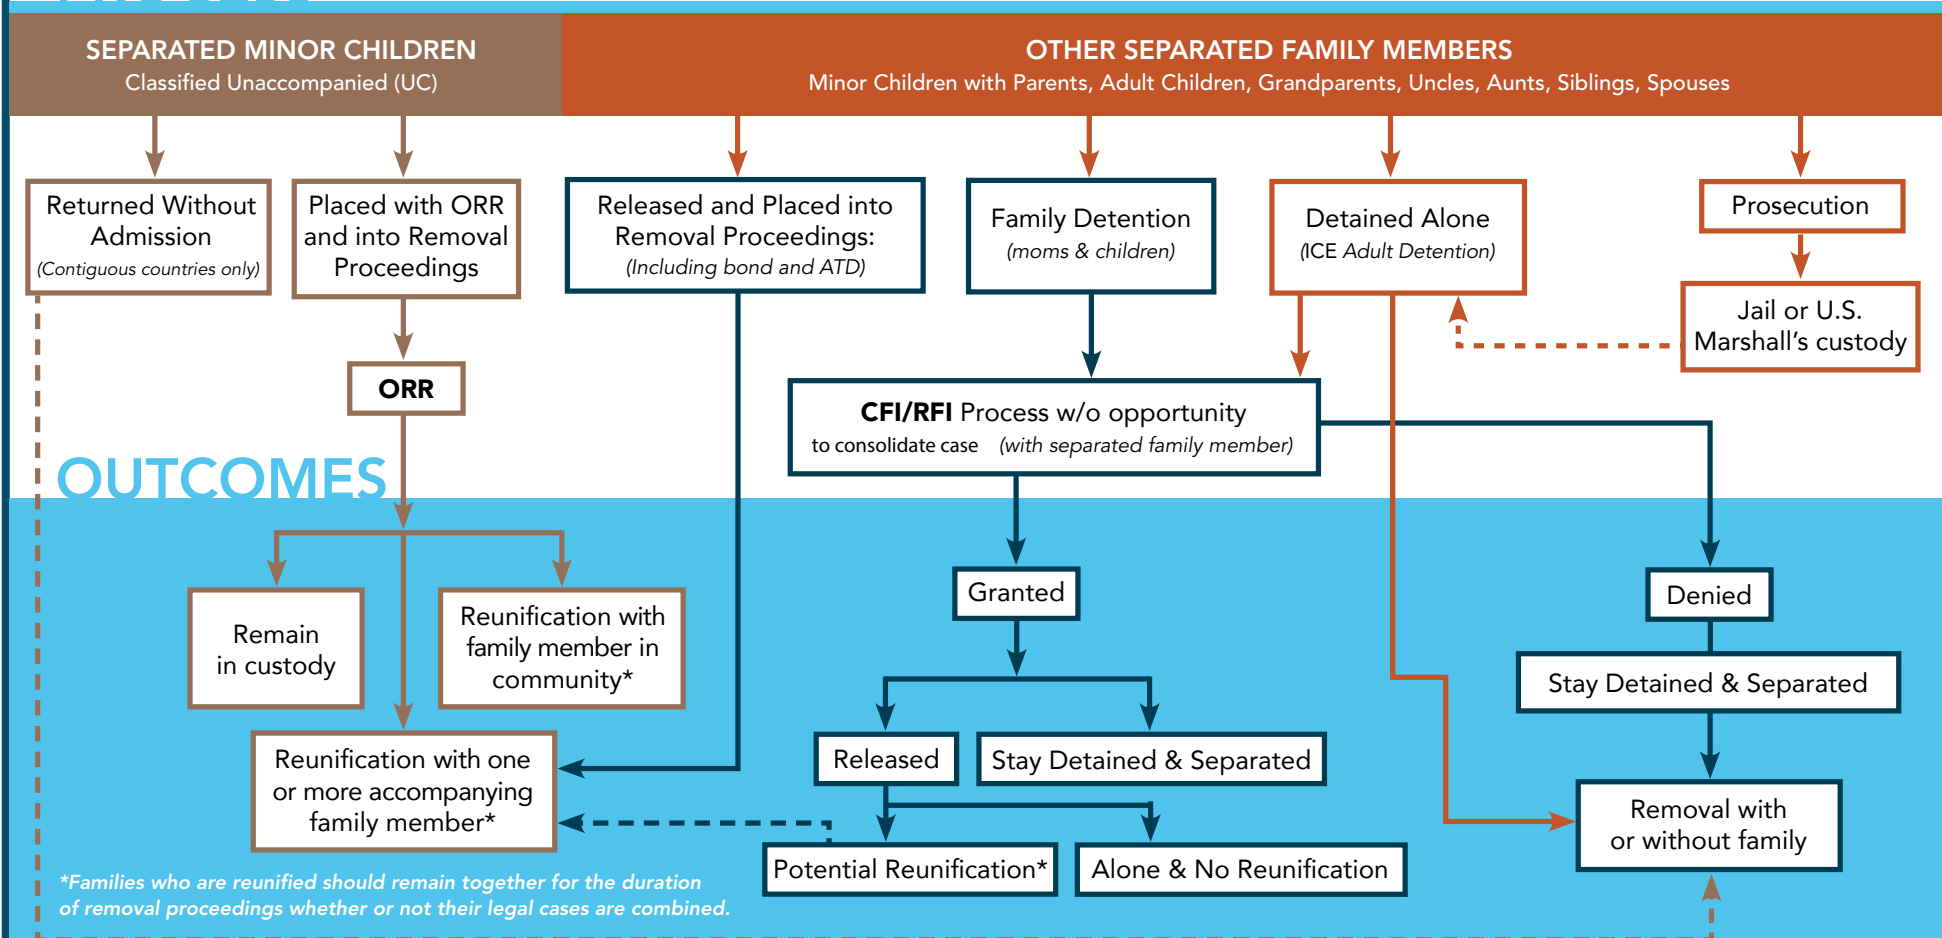 SEPARATED MINOR CHILDREN
Classified Unaccompanied (UC)
OTHER SEPARATED FAMILY MEMBERS
Minor Children with Parents, Adult Children, Grandparents, Uncles, Aunts, Siblings, Spouses
Returned Without
Admission
(Contiguous countries only)
Placed with ORR
and into Removal
Proceedings
Released and Placed into
Removal Proceedings:
(Including bond and ATD)
Family Detention
(moms & children)
Detained Alone
(ICE Adult Detention)
Prosecution
Jail or U.S.
Marshall's custody
ORR
CFI/RFI Process w/o opportunity
to consolidate case (with separated family member)
OUTCOMES
Granted
Denied
Remain
in custody
Reunification with
family member in
community*
Stay Detained & Separated
Reunification with one
or more accompanying
family member*
Released
Stay Detained & Separated
Removal with
or without family
Potential Reunification*
Alone & No Reunification
*Families who are reunified should remain together for the duration
of removal proceedings whether or not their legal cases are combined.